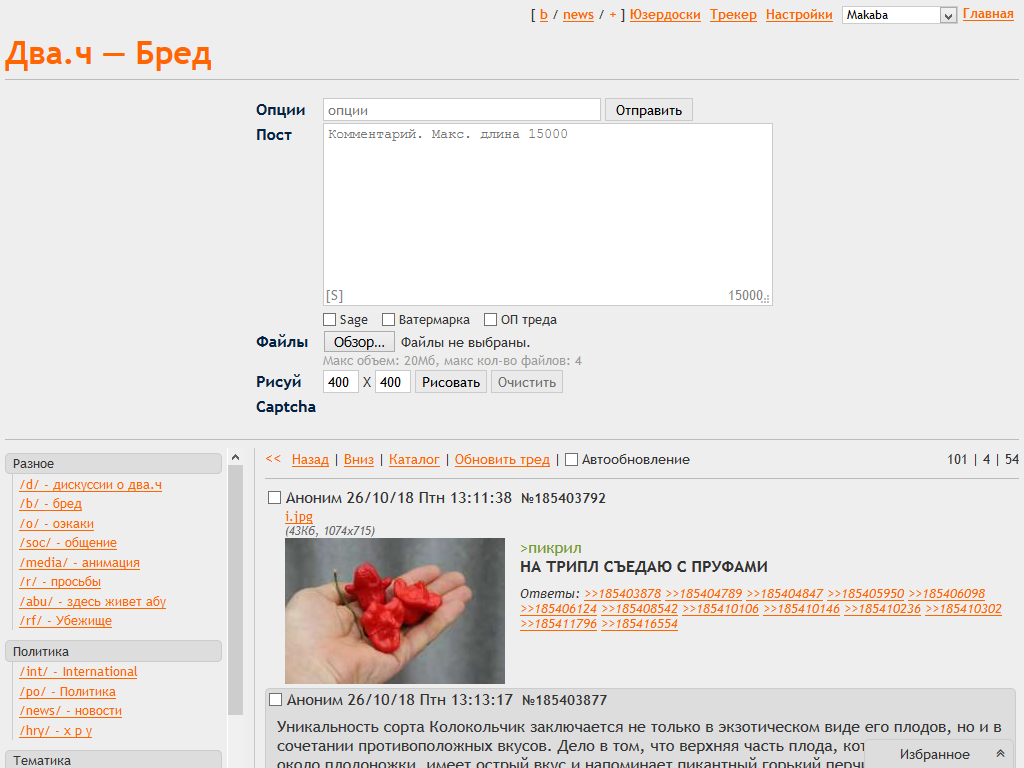 [ b / news / + ] Юзердоски Трекер Настройки Makaba Главная
Два.ч — Бред
Опции опции Отправить
Пост Комментарий. Макс. длина 15000
[S] 15000
Sage Ватермарка ОП треда
Файлы Обзор... Файлы не выбраны.
Макс объем: 20Мб, макс кол-во файлов: 4
Рисуй 400 X 400 Рисовать Очистить
Captcha
Разное
/d/ - дискуссии о два.ч
/b/ - бред
/o/ - оэкаки
/soc/ - общение
/media/ - анимация
/r/ - просьбы
/abu/ - здесь живет абу
/rf/ - Убежище
Политика
/int/ - International
/po/ - Политика
/news/ - новости
/hry/ - х р у
Тематика
<< Назад | Вниз | Каталог | Обновить тред | Автообновление 101 | 4 | 54
Аноним 26/10/18 Птн 13:11:38 №185403792
i.jpg
(43Кб, 1074x715)
>пикрил
НА ТРИПЛ СЪЕДАЮ С ПРУФАМИ
Ответы: >>185403878 >>185404789 >>185404847 >>185405950 >>185406098
>>185406124 >>185408542 >>185410106 >>185410146 >>185410236 >>185410302
>>185411796 >>185416554
Аноним 26/10/18 Птн 13:13:17 №185403877
Уникальность сорта Колокольчик заключается не только в экзотическом виде его плодов, но и в
сочетании противоположных вкусов. Дело в том, что верхняя часть плода,
около плодоножки, имеет острый вкус и напоминает пикантный горький
Избранное